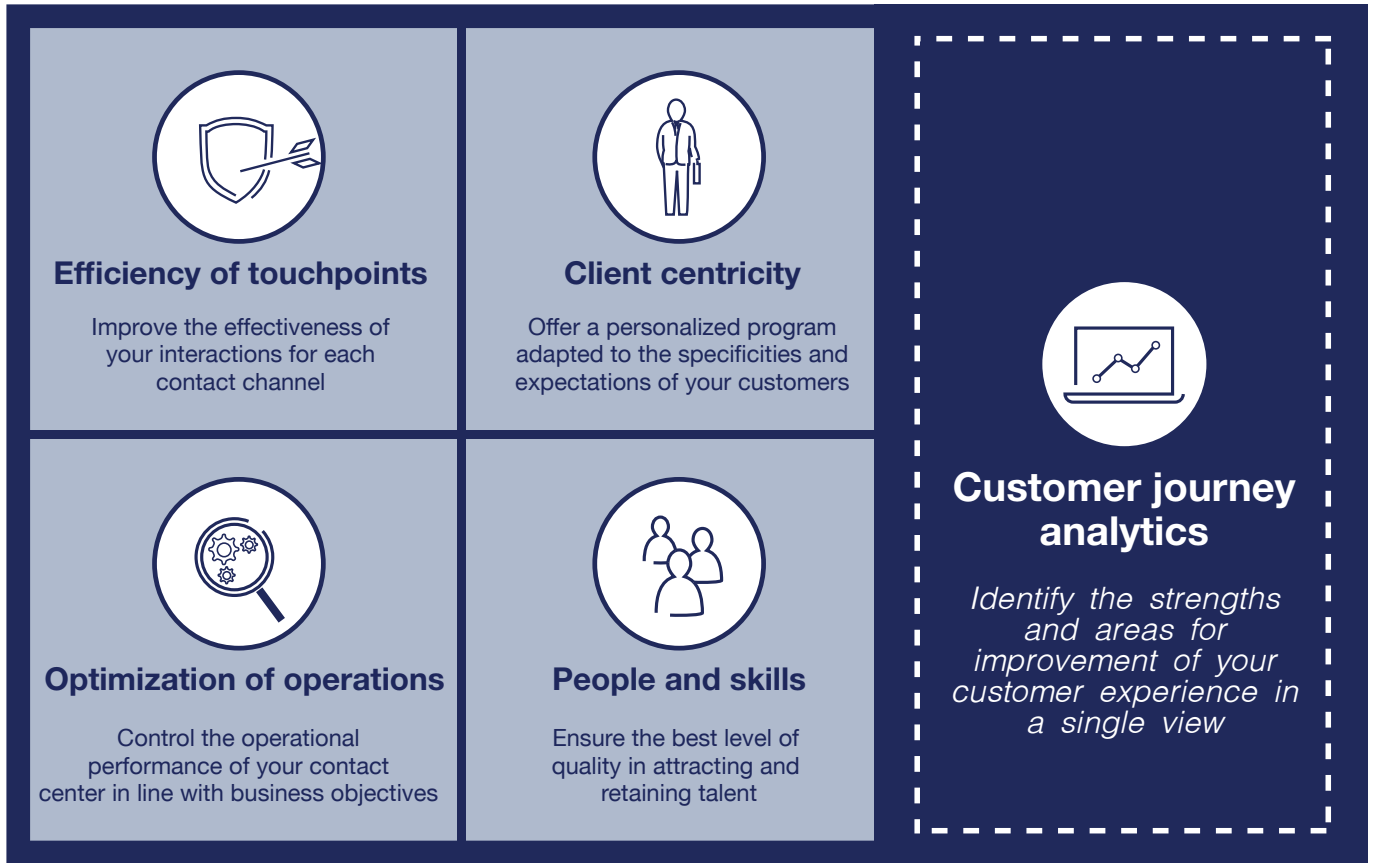 Efficiency of touchpoints
Improve the effectiveness of
your interactions for each
contact channel
Client centricity
Offer a personalized program
adapted to the specificities and
expectations of your customers
Optimization of operations
Control the operational
performance of your contact
center in line with business objectives
People and skills
Ensure the best level of
quality in attracting and
retaining talent
Customer journey
analytics
Identify the strengths
and areas for
improvement of your
customer experience in
a single view